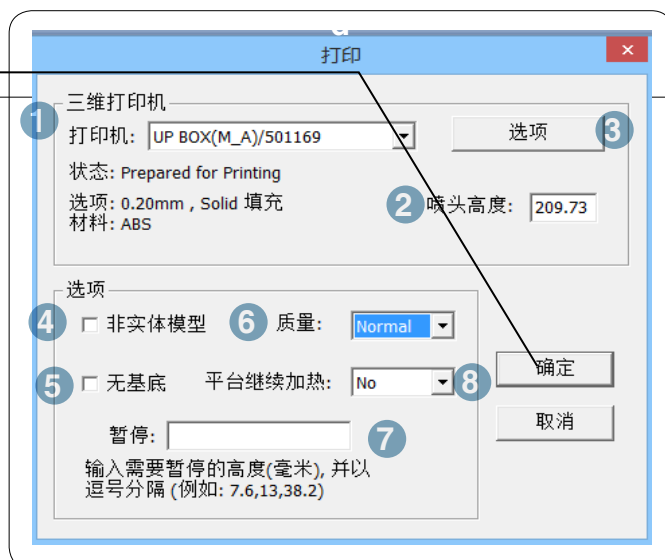 打印
三维打印机
1
打印机: UP BOX(M_A)/501169
选项 3
状态: Prepared for Printing
选项: 0.20mm , Solid 填充
2 喷头高度: 209.73
材料: ABS
选项
4 非实体模型 6 质量: Normal
5 无基底 平台继续加热: No 8
确定
暂停: 7
取消
输入需要暂停的高度(毫米), 并以
逗号分隔 (例如: 7.6,13,38.2)